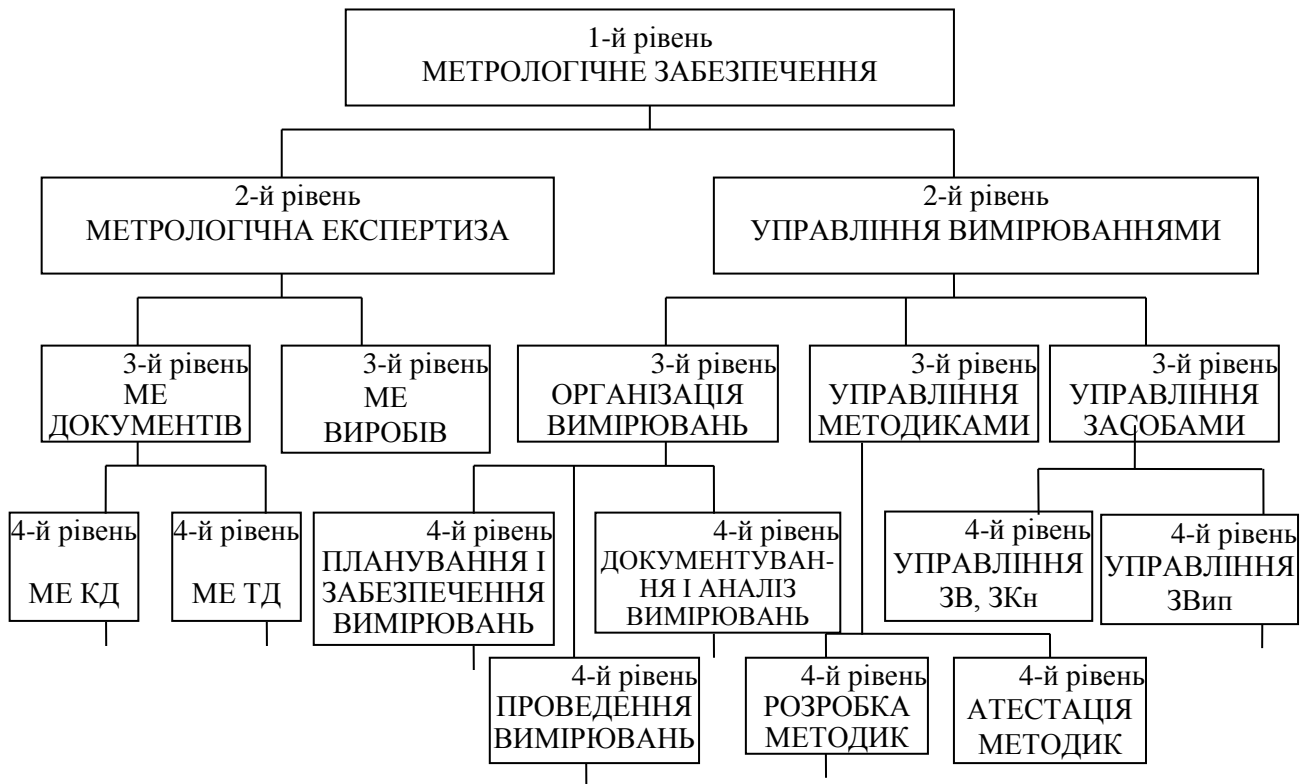 1-й рівень
МЕТРОЛОГІЧНЕ ЗАБЕЗПЕЧЕННЯ
2-й рівень
МЕТРОЛОГІЧНА ЕКСПЕРТИЗА
2-й рівень
УПРАВЛІННЯ ВИМІРЮВАННЯМИ
3-й рівень
МЕ
ДОКУМЕНТІВ
3-й рівень
МЕ
ВИРОБІВ
3-й рівень
ОРГАНІЗАЦІЯ
ВИМІРЮВАНЬ
3-й рівень
УПРАВЛІННЯ
МЕТОДИКАМИ
3-й рівень
УПРАВЛІННЯ
ЗАСОБАМИ
4-й рівень
МЕ КД
4-й рівень
МЕ ТД
4-й рівень
ПЛАНУВАННЯ І
ЗАБЕЗПЕЧЕННЯ
ВИМІРЮВАНЬ
4-й рівень
ДОКУМЕНТУВАН-
НЯ І АНАЛІЗ
ВИМІРЮВАНЬ
4-й рівень
УПРАВЛІННЯ
ЗВ, ЗКн
4-й рівень
УПРАВЛІННЯ
ЗВип
4-й рівень
ПРОВЕДЕННЯ
ВИМІРЮВАНЬ
4-й рівень
РОЗРОБКА
МЕТОДИК
4-й рівень
АТЕСТАЦІЯ
МЕТОДИК